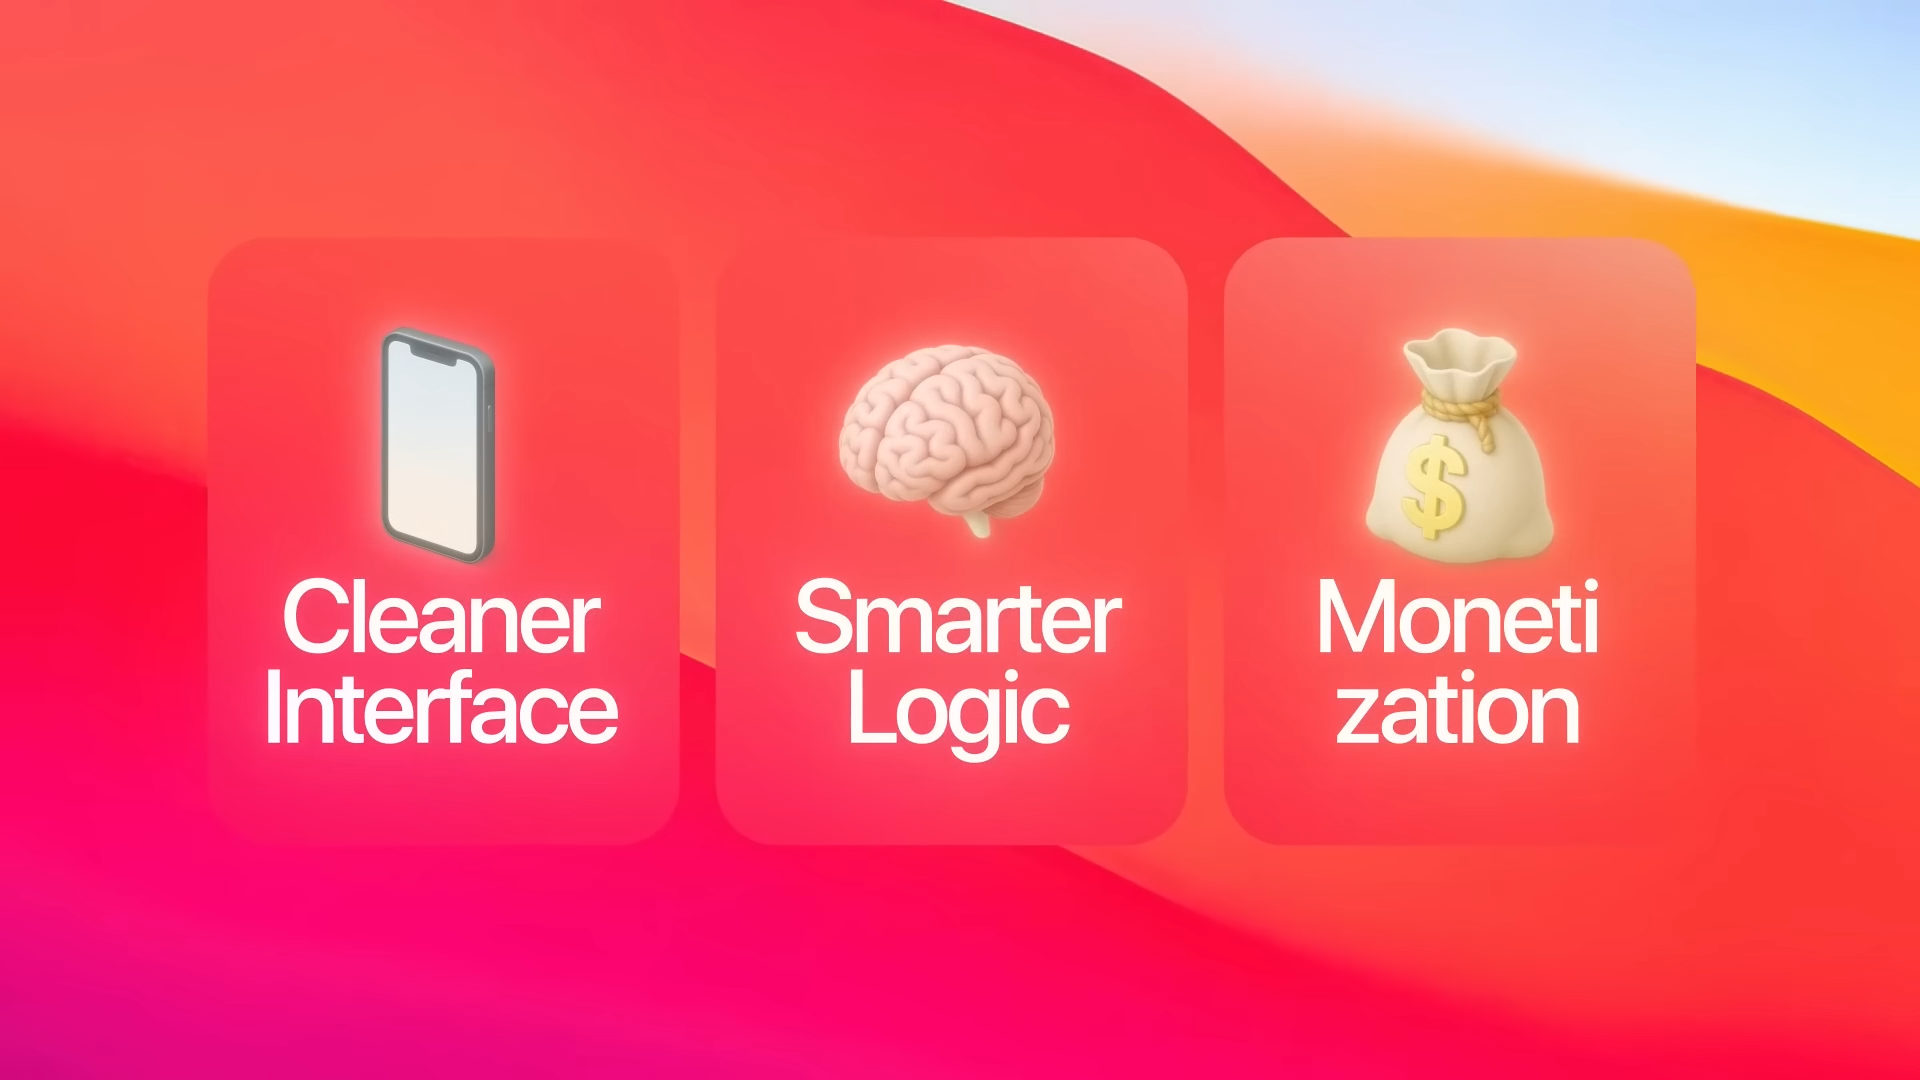 Cleaner
Interface
Smarter
Logic
$
Moneti
zation